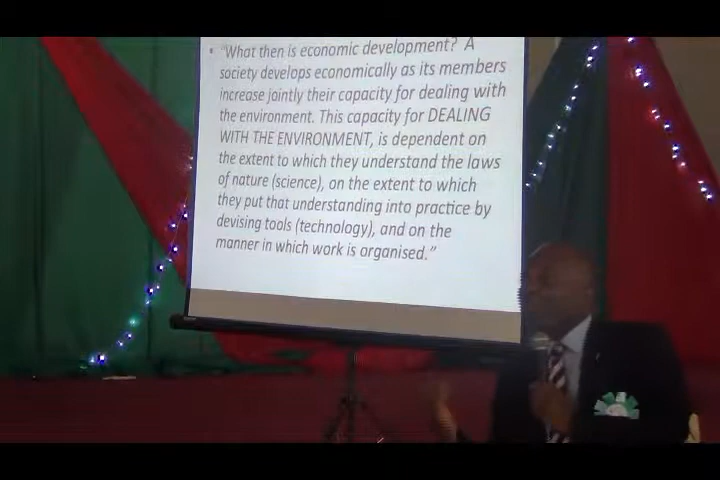 • “What then is economic development? A
society develops economically as its members
increase jointly their capacity for dealing with
the environment. This capacity for DEALING
WITH THE ENVIRONMENT, is dependent on
the extent to which they understand the laws
of nature (science), on the extent to which
they put that understanding into practice by
devising tools (technology), and on the
manner in which work is organised.”